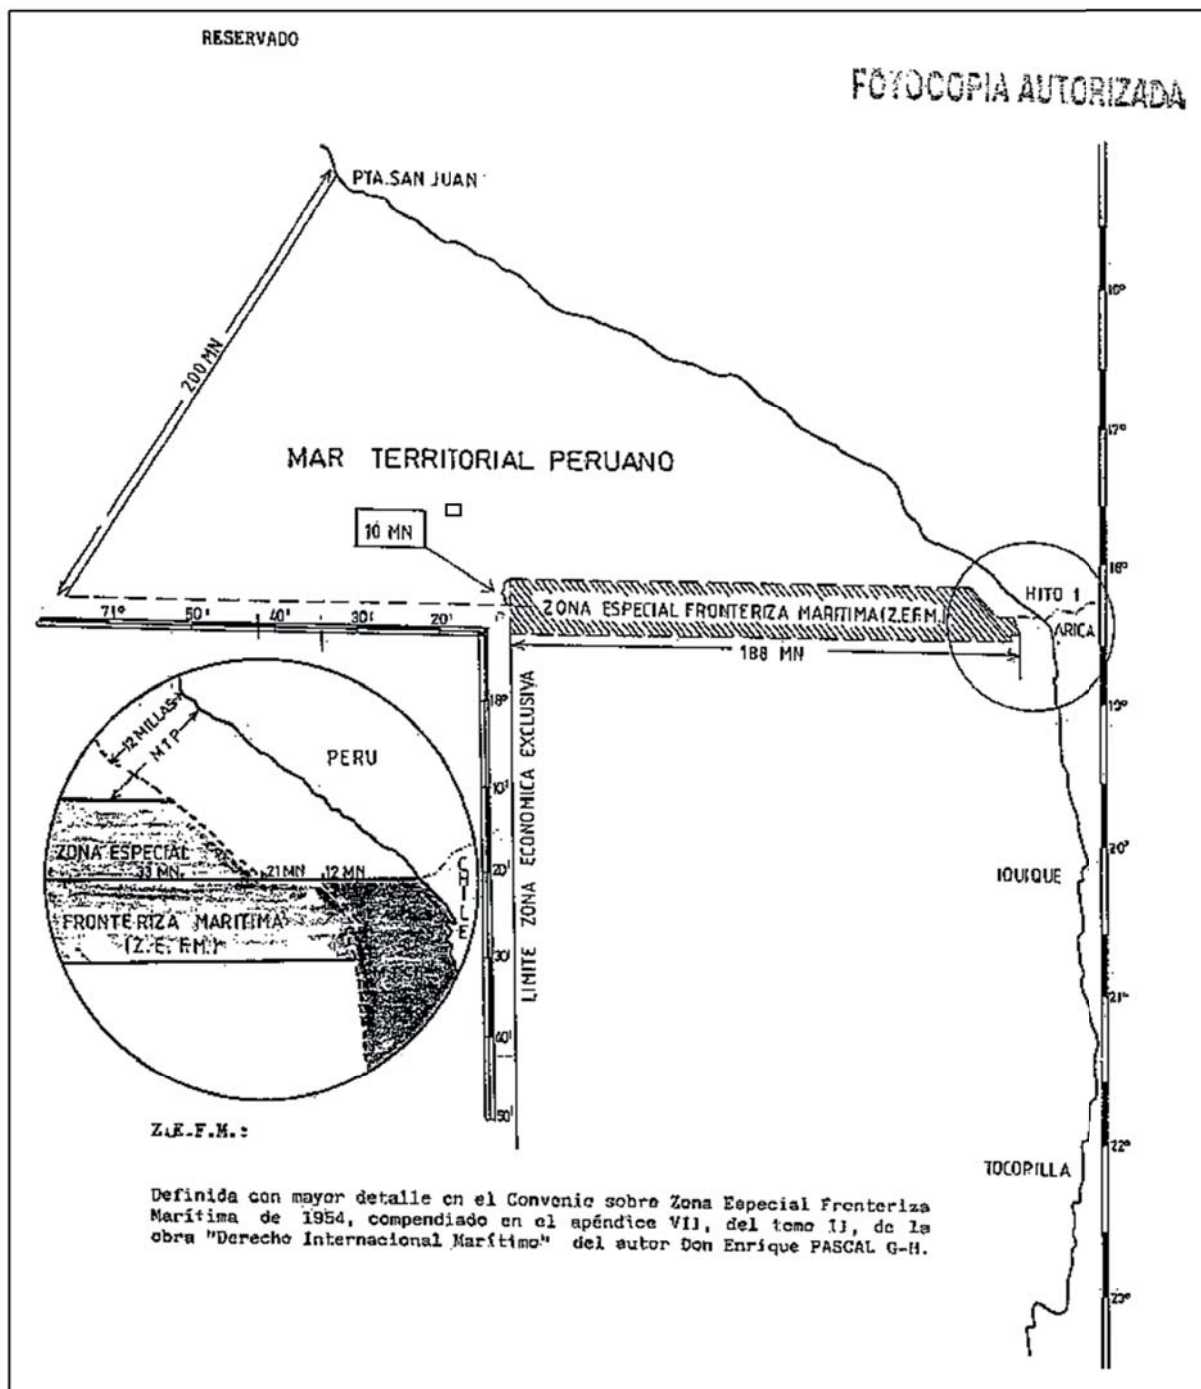 RESERVADO
FOTOCOPIA AUTORIZADA
PTA.SAN JUAN
200 MN
16°
17°
MAR TERRITORIAL PERUANO
10 MN
18°
HITO 1
ZONA ESPECIAL FRONTERIZA MARITIMA(Z.E.F.M.
ARICA
71° 50' 40' 20'
188 MN
18°
19°
12 MILLAS
M T P
PERU
10'
LIMITE ZONA ECONOMICA EXCLUSIVA
ZONA ESPECIAL
33 MN. 21 MN 12 MN
CHILE
20'
20°
IQUIQUE
FRONTERIZA MARITIMA
(Z.E.F.M.)
30'
21°
50'
Z.E.F.M.:
22°
TOCOPILLA
Definida con mayor detalle en el Convenio sobre Zona Especial Fronteriza
Marítima de 1954, compendiado en el apéndice VII, del tomo II, de la
obra "Derecho Internacional Marítimo" del autor Don Enrique PASCAL G-H.
23°